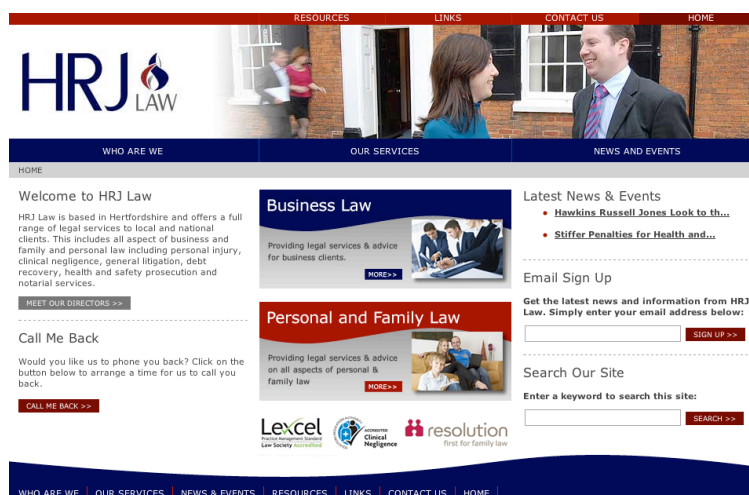 RESOURCES LINKS CONTACT US HOME
HRJ LAW
WHO ARE WE OUR SERVICES NEWS AND EVENTS
HOME
Welcome to HRJ Law
HRJ Law is based in Hertfordshire and offers a full
range of legal services to local and national
clients. This includes all aspect of business and
family and personal law including personal injury,
clinical negligence, general litigation, debt
recovery, health and safety prosecution and
notarial services.
MEET OUR DIRECTORS >>
Call Me Back
Would you like us to phone you back? Click on the
button below to arrange a time for us to call you
back.
CALL ME BACK >>
Business Law
Providing legal services & advice
for business clients.
MORE>>
Personal and Family Law
Providing legal services & advice
on all aspects of personal &
family law
MORE>>
Lexcel
Practice Management Standard
Law Society Accredited
ACCREDITED
Clinical
Negligence
resolution
first for family law
Latest News & Events
• Hawkins Russell Jones Look to th...
• Stiffer Penalties for Health and...
Email Sign Up
Get the latest news and information from HRJ
Law. Simply enter your email address below:
SIGN UP >>
Search Our Site
Enter a keyword to search this site:
SEARCH >>
WHO ARE WE | OUR SERVICES | NEWS & EVENTS | RESOURCES | LINKS | CONTACT US | HOME